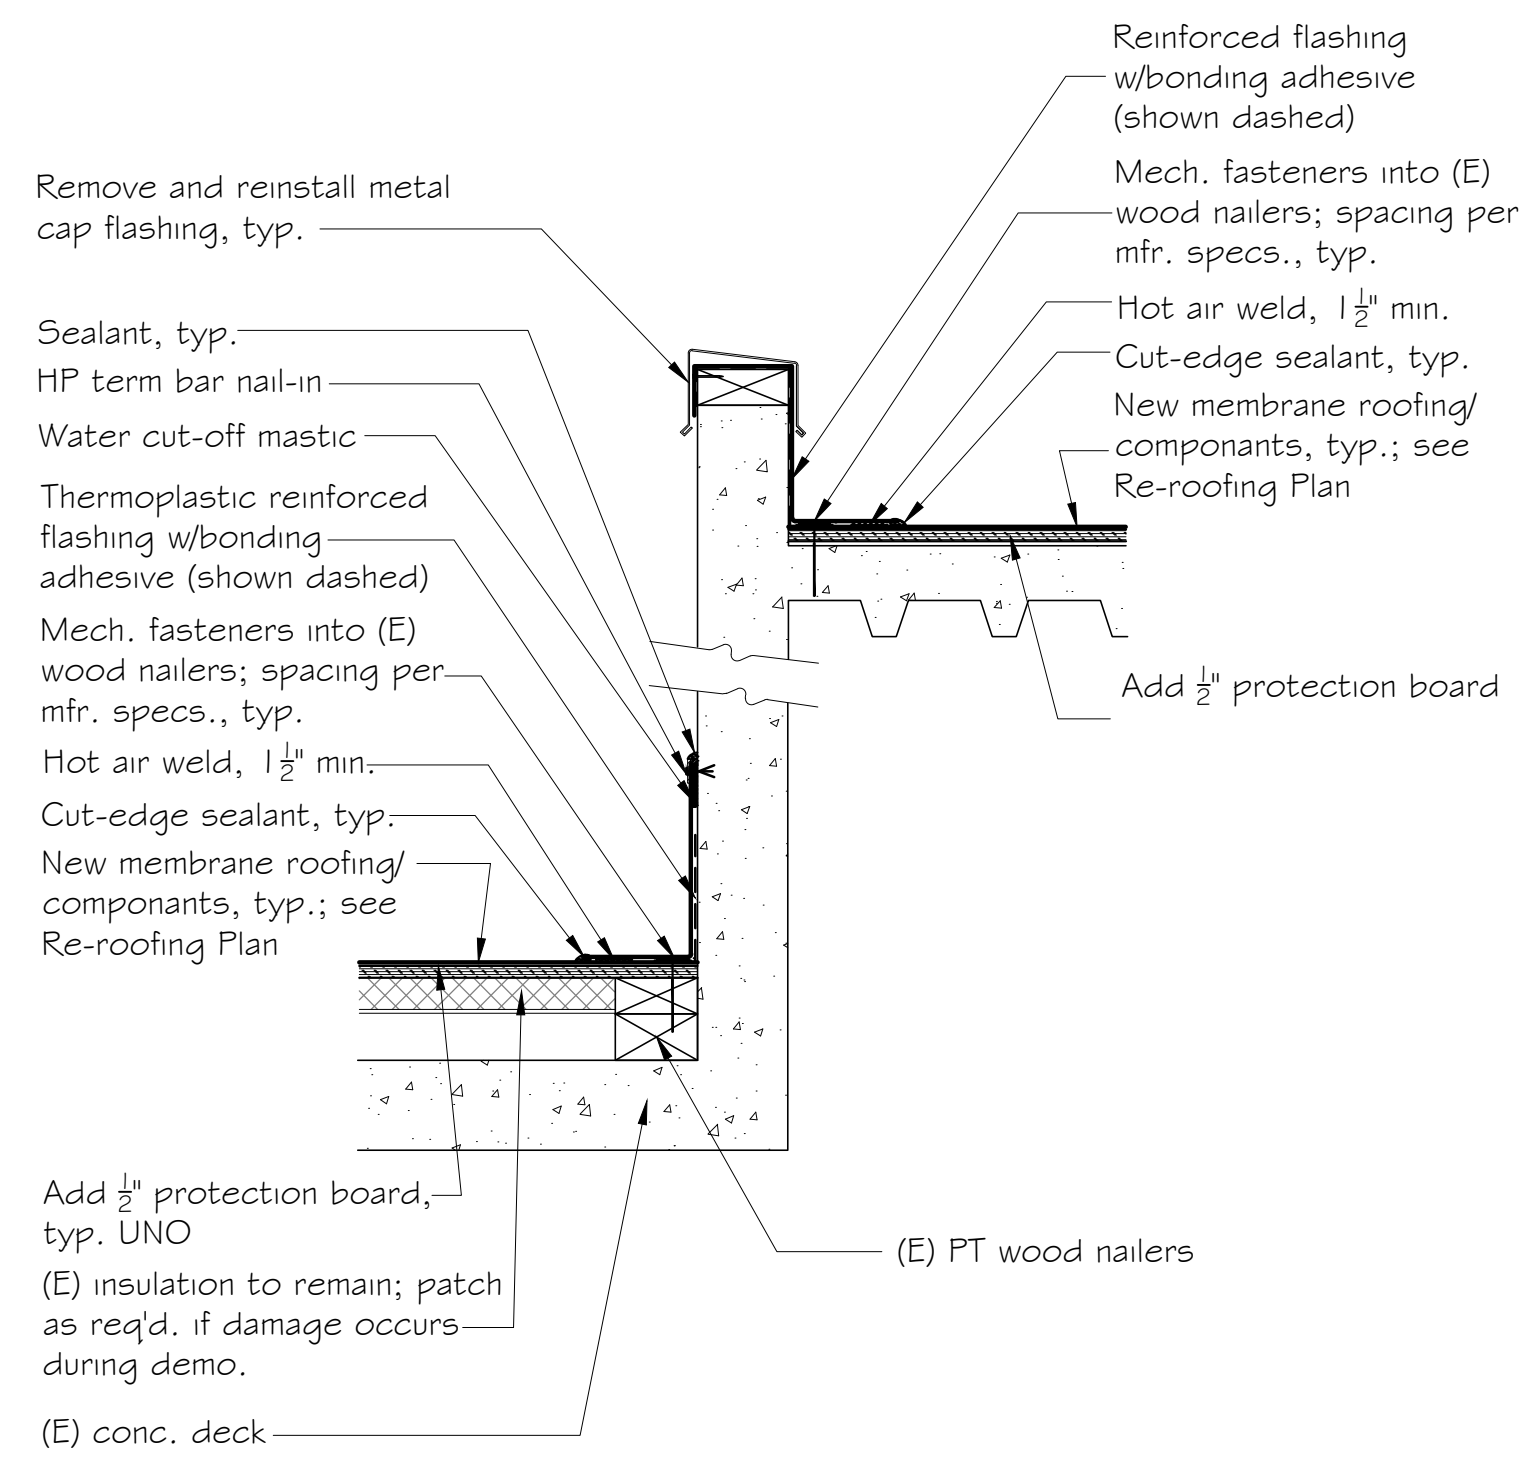 Remove and reinstall metal
cap flashing, typ.
Sealant, typ.
HP term bar nail-in
Water cut-off mastic
Thermoplastic reinforced
flashing w/bonding
adhesive (shown dashed)
Mech. fasteners into (E)
wood nailers; spacing per
mfr. specs., typ.
Hot air weld, 1 1/2" min.
Cut-edge sealant, typ.
New membrane roofing/
componants, typ.; see
Re-roofing Plan
Add 1/2" protection board,
typ. UNO
(E) insulation to remain; patch
as req'd. if damage occurs
during demo.
(E) conc. deck
Reinforced flashing
w/bonding adhesive
(shown dashed)
Mech. fasteners into (E)
wood nailers; spacing per
mfr. specs., typ.
Hot air weld, 1 1/2" min.
Cut-edge sealant, typ.
New membrane roofing/
componants, typ.; see
Re-roofing Plan
Add 1/2" protection board
(E) PT wood nailers